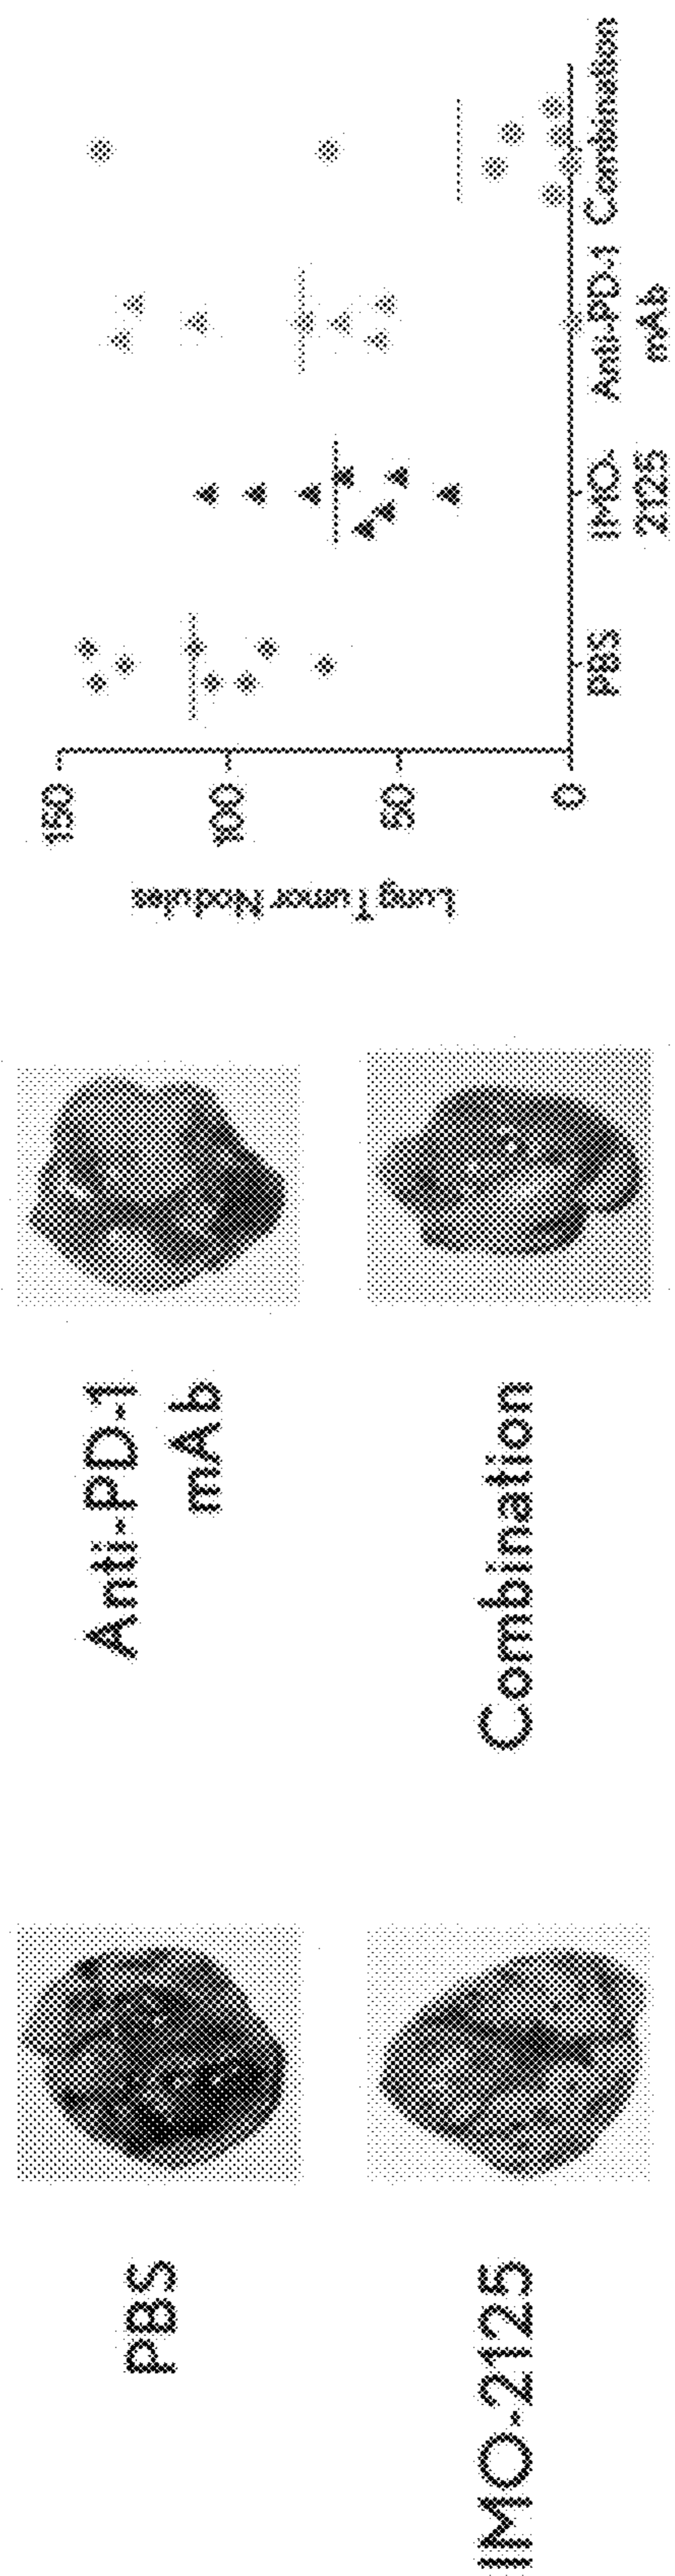 PBS
Anti-PD-1
mAb
IMO-2125
Combination
Lung Tumor Nodules
150
100
50
0
PBS
IMO-
2125
Anti-PD-1
mAb
Combination